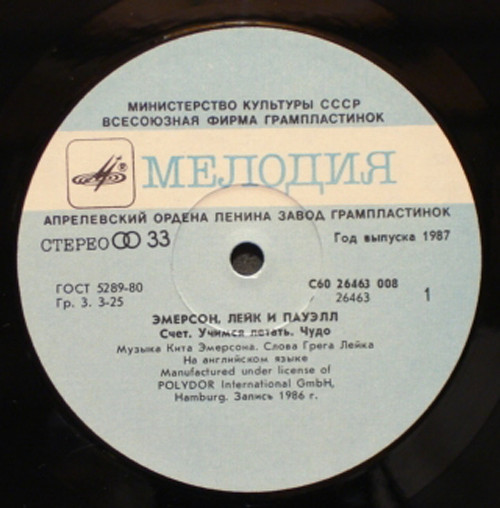 МИНИСТЕРСТВО КУЛЬТУРЫ СССР
ВСЕСОЮЗНАЯ ФИРМА ГРАМПЛАСТИНОК
МЕЛОДИЯ
АПРЕЛЕВСКИЙ ОРДЕНА ЛЕНИНА ЗАВОД ГРАМПЛАСТИНОК
СТЕРЕО 33
Год выпуска 1987
ГОСТ 5289-80
С60 26463 008
Гр. 3. 3-25
26463
1
ЭМЕРСОН, ЛЕЙК И ПАУЭЛЛ
Счет. Учимся летать. Чудо
Музыка Кита Эмерсона. Слова Грега Лейка
На английском языке
Manufactured under license of
POLYDOR International GmbH,
Hamburg. Запись 1986 г.